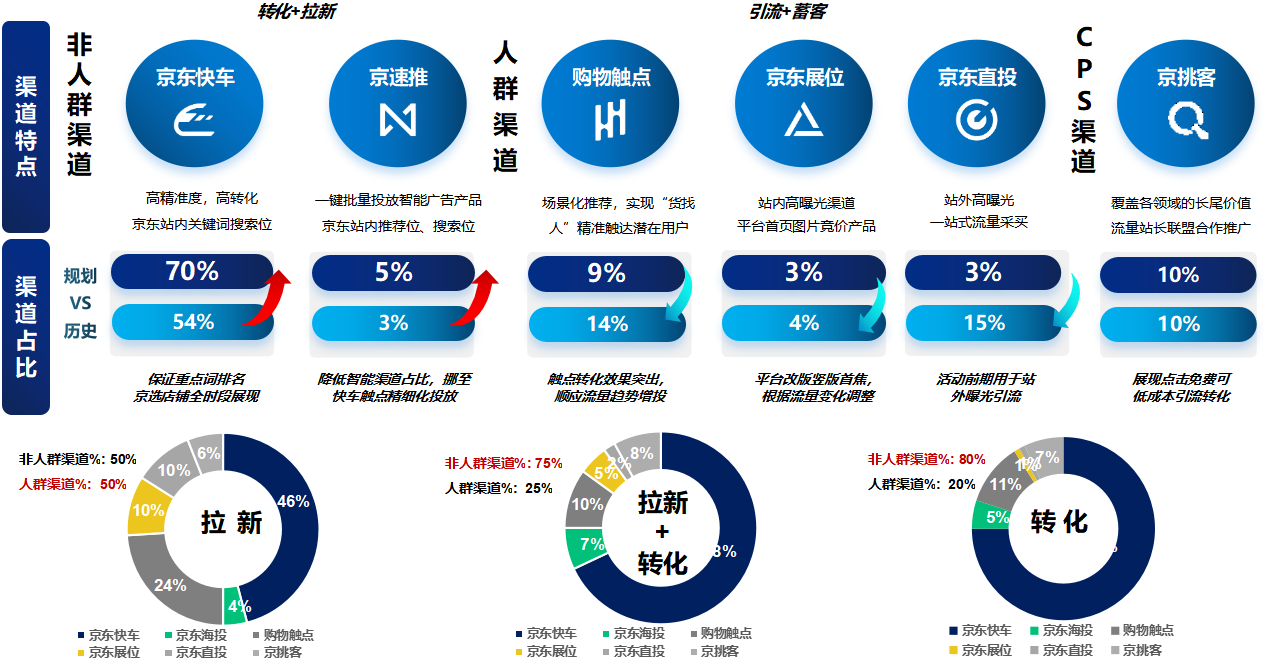 转化+拉新
引流+蓄客
渠道特点
非人群渠道
京东快车
京速推
人群渠道
购物触点
京东展位
京东直投
CPS渠道
京挑客
高精准度，高转化
京东站内关键词搜索位
一键批量投放智能广告产品
京东站内推荐位、搜索位
场景化推荐，实现“货找
人”精准触达潜在用户
站内高曝光渠道
平台首页图片竞价产品
站外高曝光
一站式流量采买
覆盖各领域的长尾价值
流量站长联盟合作推广
渠道占比
规划
VS
历史
70%
54%
5%
3%
9%
14%
3%
4%
3%
15%
10%
10%
保证重点词排名
京选店铺全时段展现
降低智能渠道占比，挪至
快车触点精细化投放
触点转化效果突出，
顺应流量趋势增投
平台改版竖版首焦，
根据流量变化调整
活动前期用于站
外曝光引流
展现点击免费可
低成本引流转化
非人群渠道%: 50%
人群渠道%: 50%
46%
4%
24%
10%
10%
6%
拉 新
京东快车
京东海投
购物触点
京东展位
京东直投
京挑客
非人群渠道%: 75%
人群渠道%: 25%
7%
10%
5%
2%
8%
拉新
+
转化
京东快车
京东海投
购物触点
京东展位
京东直投
京挑客
非人群渠道%: 80%
人群渠道%: 20%
5%
11%
1%
7%
转 化
京东快车
京东海投
购物触点
京东展位
京东直投
京挑客